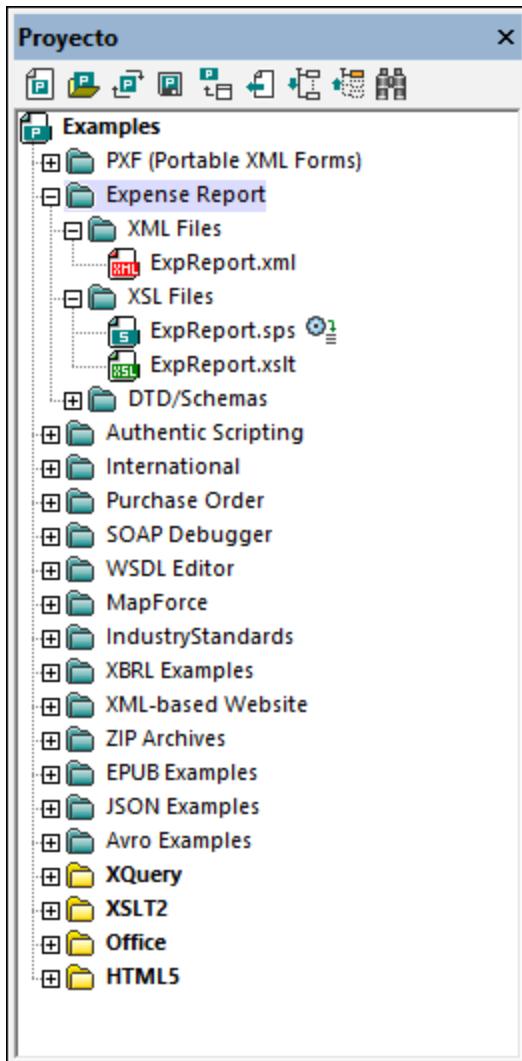 Proyecto
Examples
PXF (Portable XML Forms)
Expense Report
XML Files
ExpReport.xml
XSL Files
ExpReport.sps
ExpReport.xslt
DTD/Schemas
Authentic Scripting
International
Purchase Order
SOAP Debugger
WSDL Editor
MapForce
IndustryStandards
XBRL Examples
XML-based Website
ZIP Archives
EPUB Examples
JSON Examples
Avro Examples
XQuery
XSLT2
Office
HTML5